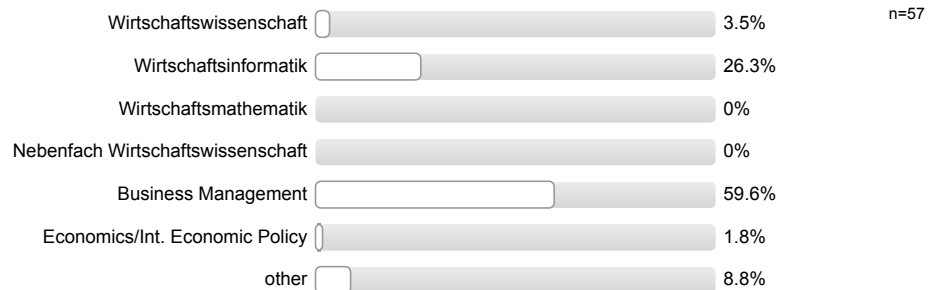 Wirtschaftswissenschaft 3.5% n=57
Wirtschaftsinformatik 26.3%
Wirtschaftsmathematik 0%
Nebenfach Wirtschaftswissenschaft 0%
Business Management 59.6%
Economics/Int. Economic Policy 1.8%
other 8.8%